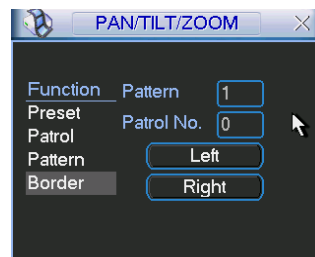 PAN/TILT/ZOOM
Function
Preset
Patrol
Pattern
Border
Pattern 1
Patrol No. 0
Left
Right